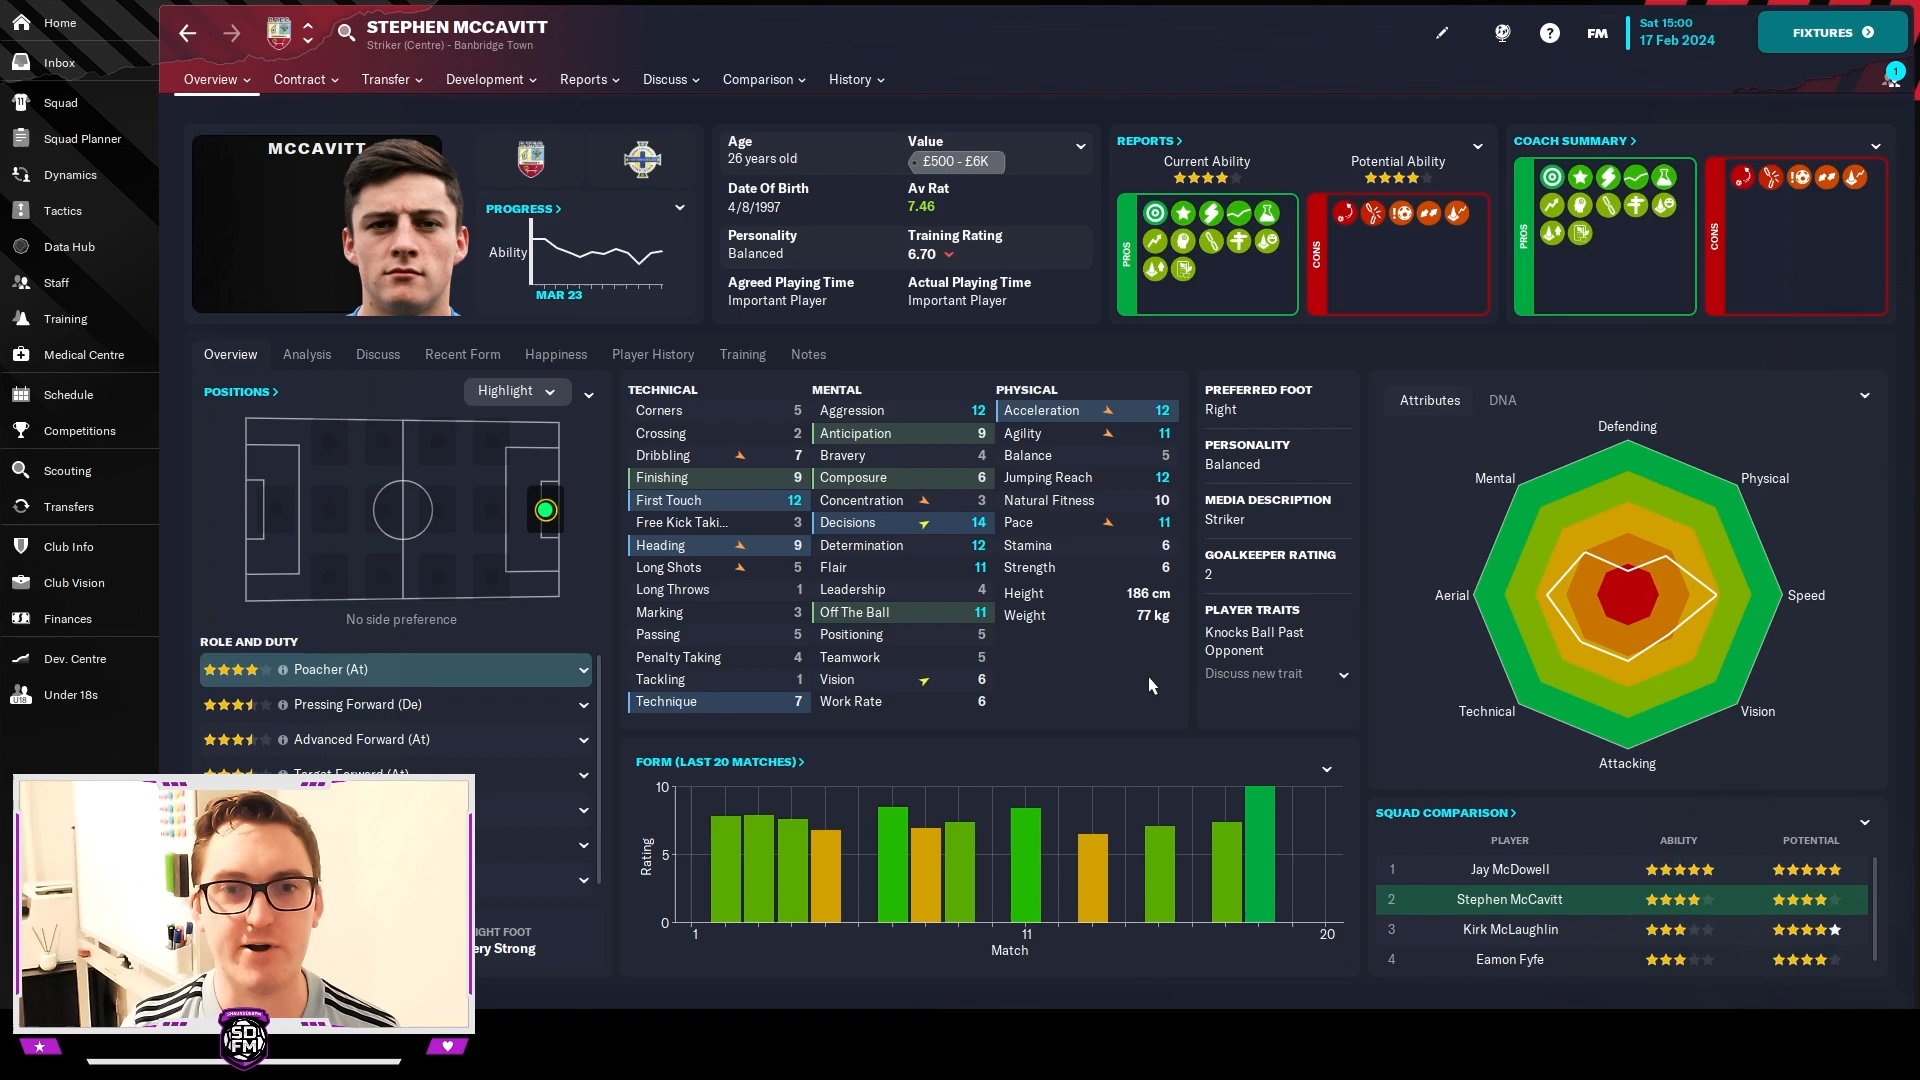 Home
Inbox
Squad
Squad Planner
Dynamics
Tactics
Data Hub
Staff
Training
Medical Centre
Schedule
Competitions
Scouting
Transfers
Club Info
Club Vision
Finances
Dev. Centre
U18
Under 18s
STEPHEN MCCAVITT
Striker (Centre) - Banbridge Town
?
FM
Sat 15:00
17 Feb 2024
FIXTURES
1
Overview
Contract
Transfer
Development
Reports
Discuss
Comparison
History
MCCAVITT
PROGRESS
Ability
MAR 23
Age
26 years old
Value
£500 - £6K
Date Of Birth
4/8/1997
Av Rat
7.46
Personality
Balanced
Training Rating
6.70
Agreed Playing Time
Important Player
Actual Playing Time
Important Player
REPORTS
Current Ability
Potential Ability
PROS
CONS
COACH SUMMARY
PROS
CONS
Overview
Analysis
Discuss
Recent Form
Happiness
Player History
Training
Notes
POSITIONS
Highlight
No side preference
ROLE AND DUTY
Poacher (At)
Pressing Forward (De)
Advanced Forward (At)
Target Forward (At)
IGHT FOOT
ery Strong
SD
FM
TECHNICAL
Corners 5
Crossing 2
Dribbling 7
Finishing 9
First Touch 12
Free Kick Taki... 3
Heading 9
Long Shots 5
Long Throws 1
Marking 3
Passing 5
Penalty Taking 4
Tackling 1
Technique 7
MENTAL
Aggression 12
Anticipation 9
Bravery 4
Composure 6
Concentration 3
Decisions 14
Determination 12
Flair 11
Leadership 4
Off The Ball 11
Positioning 5
Teamwork 5
Vision 6
Work Rate 6
PHYSICAL
Acceleration 12
Agility 11
Balance 5
Jumping Reach 12
Natural Fitness 10
Pace 11
Stamina 6
Strength 6
Height 186 cm
Weight 77 kg
PREFERRED FOOT
Right
PERSONALITY
Balanced
MEDIA DESCRIPTION
Striker
GOALKEEPER RATING
2
PLAYER TRAITS
Knocks Ball Past
Opponent
Discuss new trait
Attributes
DNA
Defending
Mental
Physical
Aerial
Speed
Technical
Vision
Attacking
FORM (LAST 20 MATCHES)
Rating
10
5
0
1
11
20
Match
SQUAD COMPARISON
PLAYER ABILITY POTENTIAL
1 Jay McDowell
2 Stephen McCavitt
3 Kirk McLaughlin
4 Eamon Fyfe